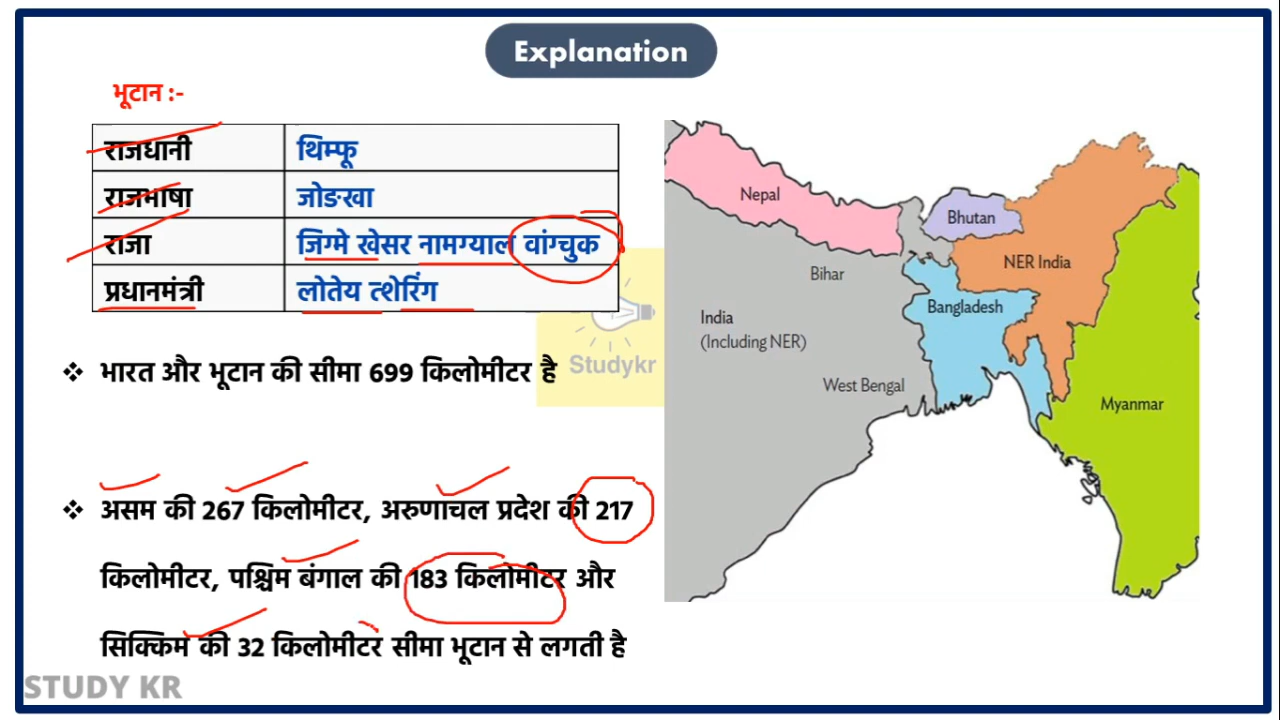 Explanation
भूटान :-
राजधानी थिम्फू
राजभाषा जोङखा
राजा जिग्मे खेसर नामग्याल वांग्चुक
प्रधानमंत्री लोतेय त्शेरिंग
❖ भारत और भूटान की सीमा 699 किलोमीटर है
❖ असम की 267 किलोमीटर, अरुणाचल प्रदेश की 217
किलोमीटर, पश्चिम बंगाल की 183 किलोमीटर और
सिक्किम की 32 किलोमीटर सीमा भूटान से लगती है
Studykr
STUDY KR
Nepal
Bhutan
NER India
Bihar
Bangladesh
India
(Including NER)
West Bengal
Myanmar